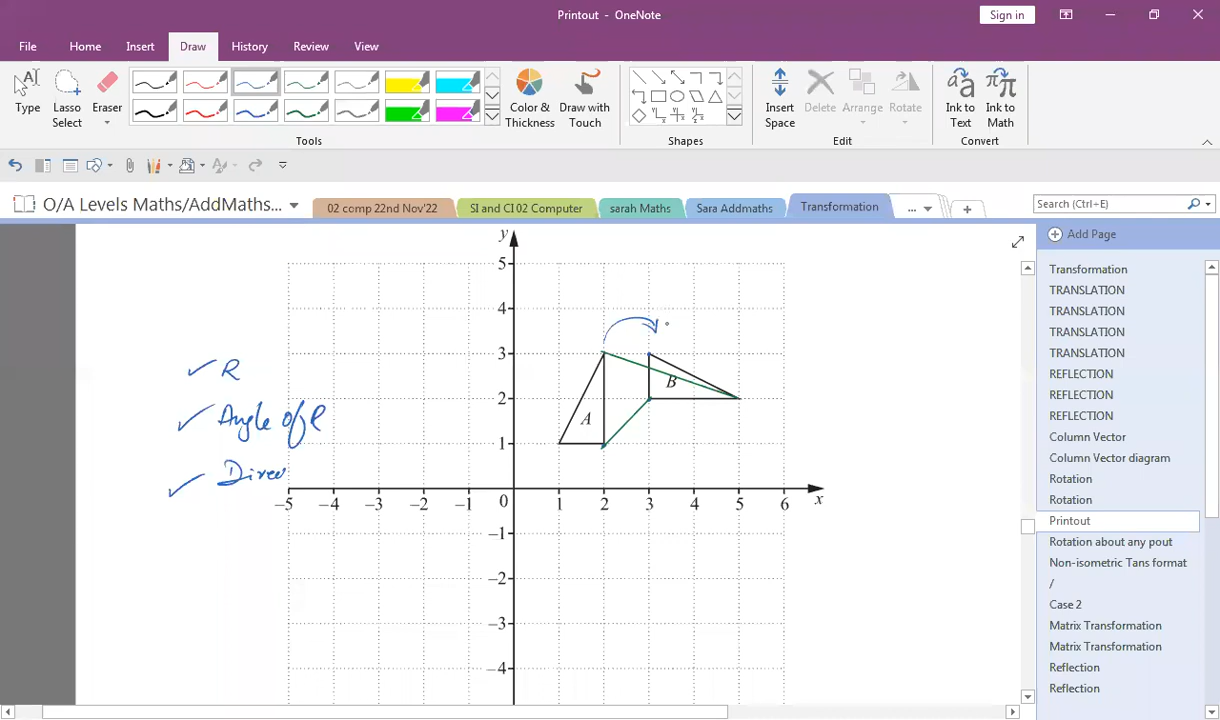 Printout - OneNote
Sign in
File Home Insert Draw History Review View
Type
Lasso Select
Eraser
Color & Thickness
Draw with Touch
Insert Space
Delete
Arrange
Rotate
Ink to Text
Ink to Math
Tools
Shapes
Edit
Convert
O/A Levels Maths/AddMaths...
02 comp 22nd Nov'22
SI and CI02 Computer
sarah Maths
Sara Addmaths
Transformation
...
Search (Ctrl+E)
Add Page
Transformation
TRANSLATION
TRANSLATION
TRANSLATION
TRANSLATION
REFLECTION
REFLECTION
REFLECTION
Column Vector
Column Vector diagram
Rotation
Rotation
Printout
Rotation about any pout
Non-isometric Tans format
/
Case 2
Matrix Transformation
Matrix Transformation
Reflection
Reflection
R
Angle of R
Direc
y
5
4
3
2
1
A
B
-5 -4 -3 -2 -1 0 1 2 3 4 5 6 x
-1
-2
-3
-4